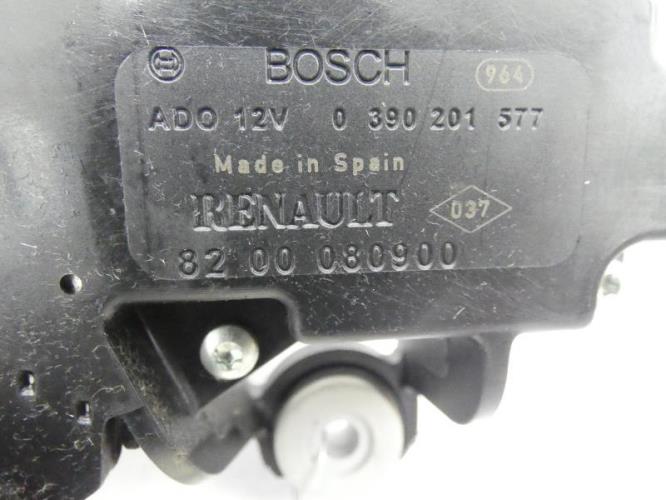 BOSCH 964
ADO 12V 0 390 201 577
Made in Spain
RENAULT 037
82 00 080900